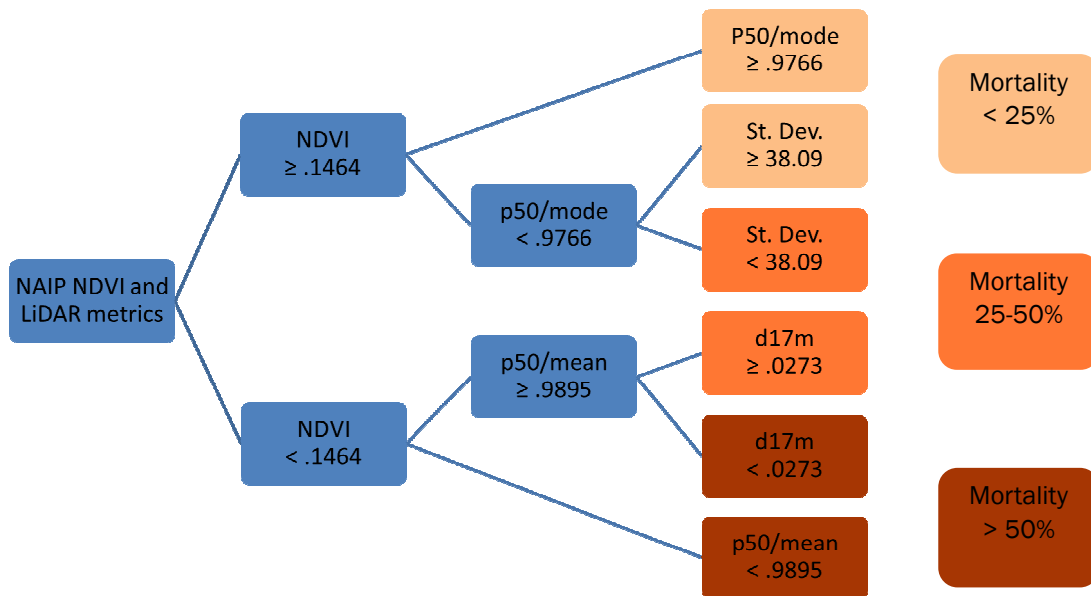 NAIP NDVI and
LiDAR metrics
NDVI
≥ .1464
NDVI
< .1464
p50/mode
< .9766
p50/mean
≥ .9895
P50/mode
≥ .9766
St. Dev.
≥ 38.09
St. Dev.
< 38.09
d17m
≥ .0273
d17m
< .0273
p50/mean
< .9895
Mortality
< 25%
Mortality
25-50%
Mortality
> 50%